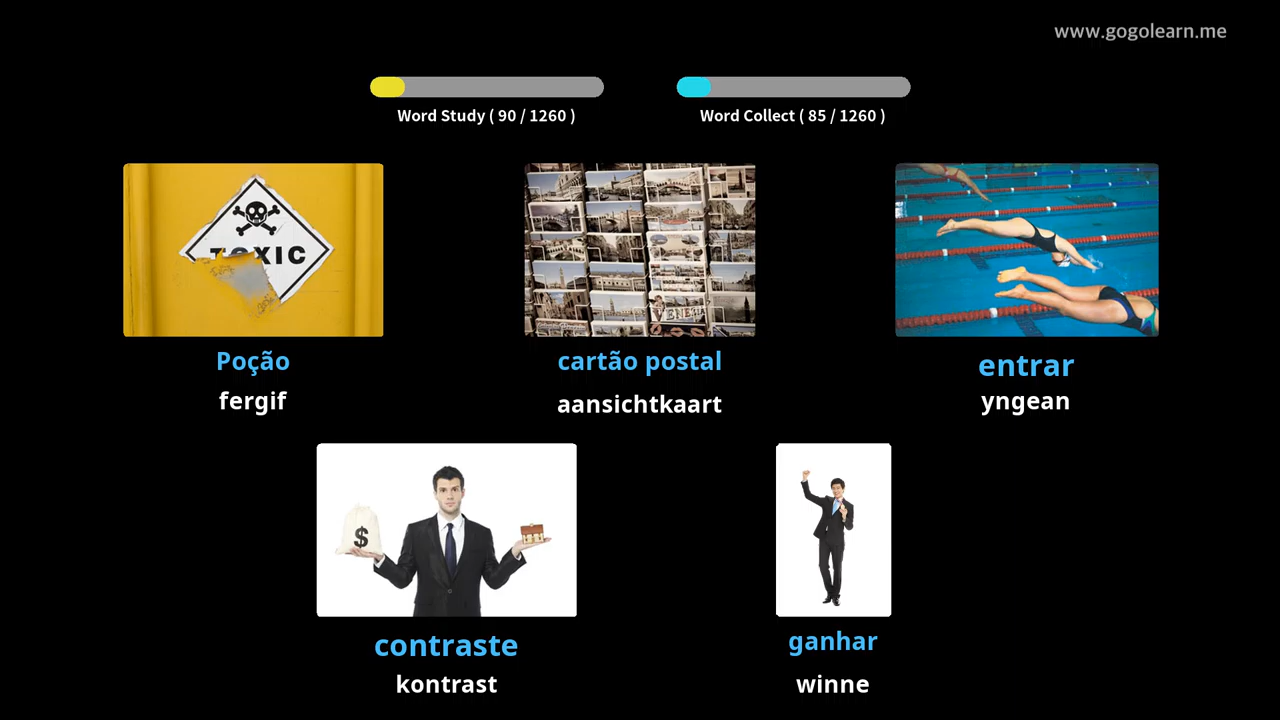 www.gogolearn.me
Word Study ( 90 / 1260 )
Word Collect ( 85 / 1260 )
TOXIC
VENEZ
Poção
cartão postal
entrar
fergif
aansichtkaart
yngean
$
contraste
ganhar
kontrast
winne